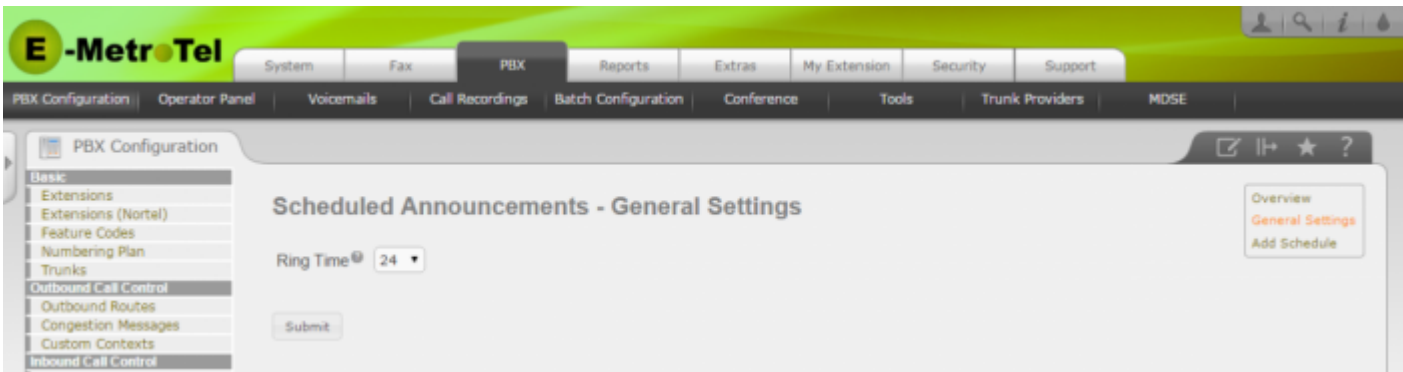 E-MetroTel
System Fax PBX Reports Extras My Extension Security Support
PBX Configuration Operator Panel Voicemails Call Recordings Batch Configuration Conference Tools Trunk Providers MDSE
PBX Configuration
Basic
Extensions
Extensions (Nortel)
Feature Codes
Numbering Plan
Trunks
Outbound Call Control
Outbound Routes
Congestion Messages
Custom Contexts
Inbound Call Control
Scheduled Announcements - General Settings
Ring Time 24
Submit
Overview
General Settings
Add Schedule